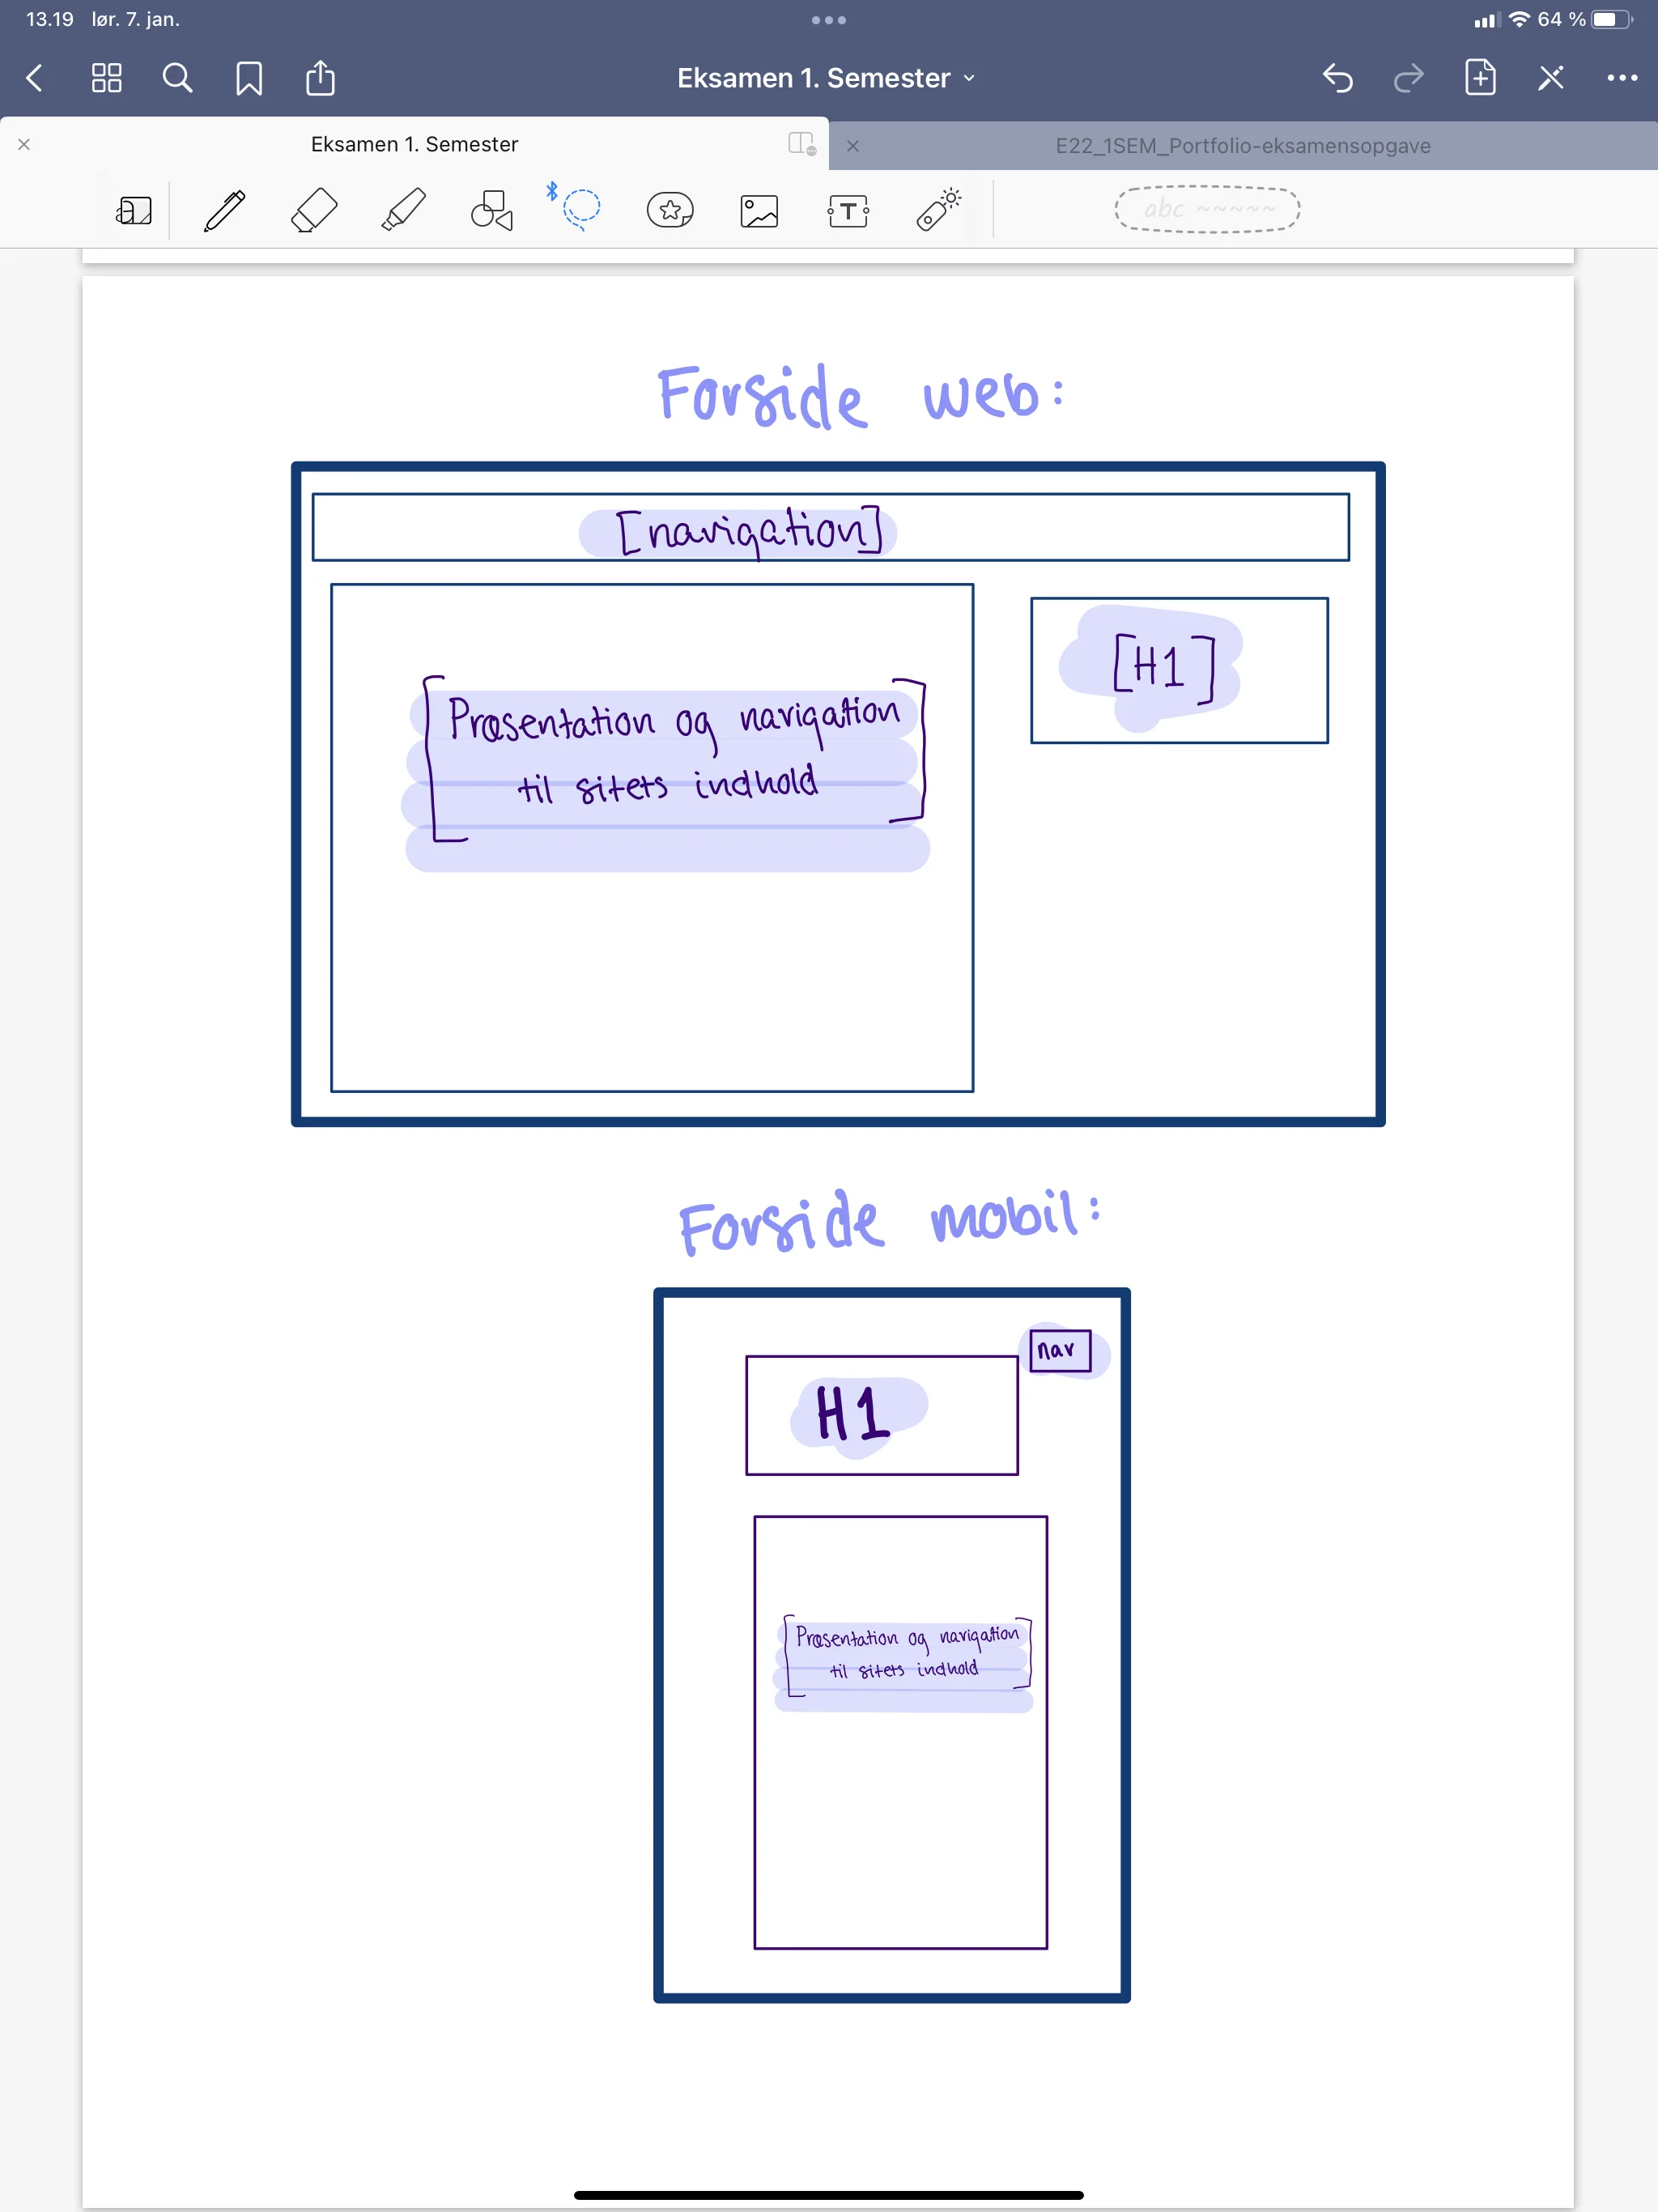 13.19 lør. 7. jan.
64 %
Eksamen 1. Semester
Eksamen 1. Semester
E22_1SEM_Portfolio-eksamensopgave
T
abc ~~~~~
Forside web:
[navigation]
[Præsentation og navigation
til sitets indhold]
[H1]
Forside mobil:
nav
H1
[Præsentation og navigation
til sitets indhold]